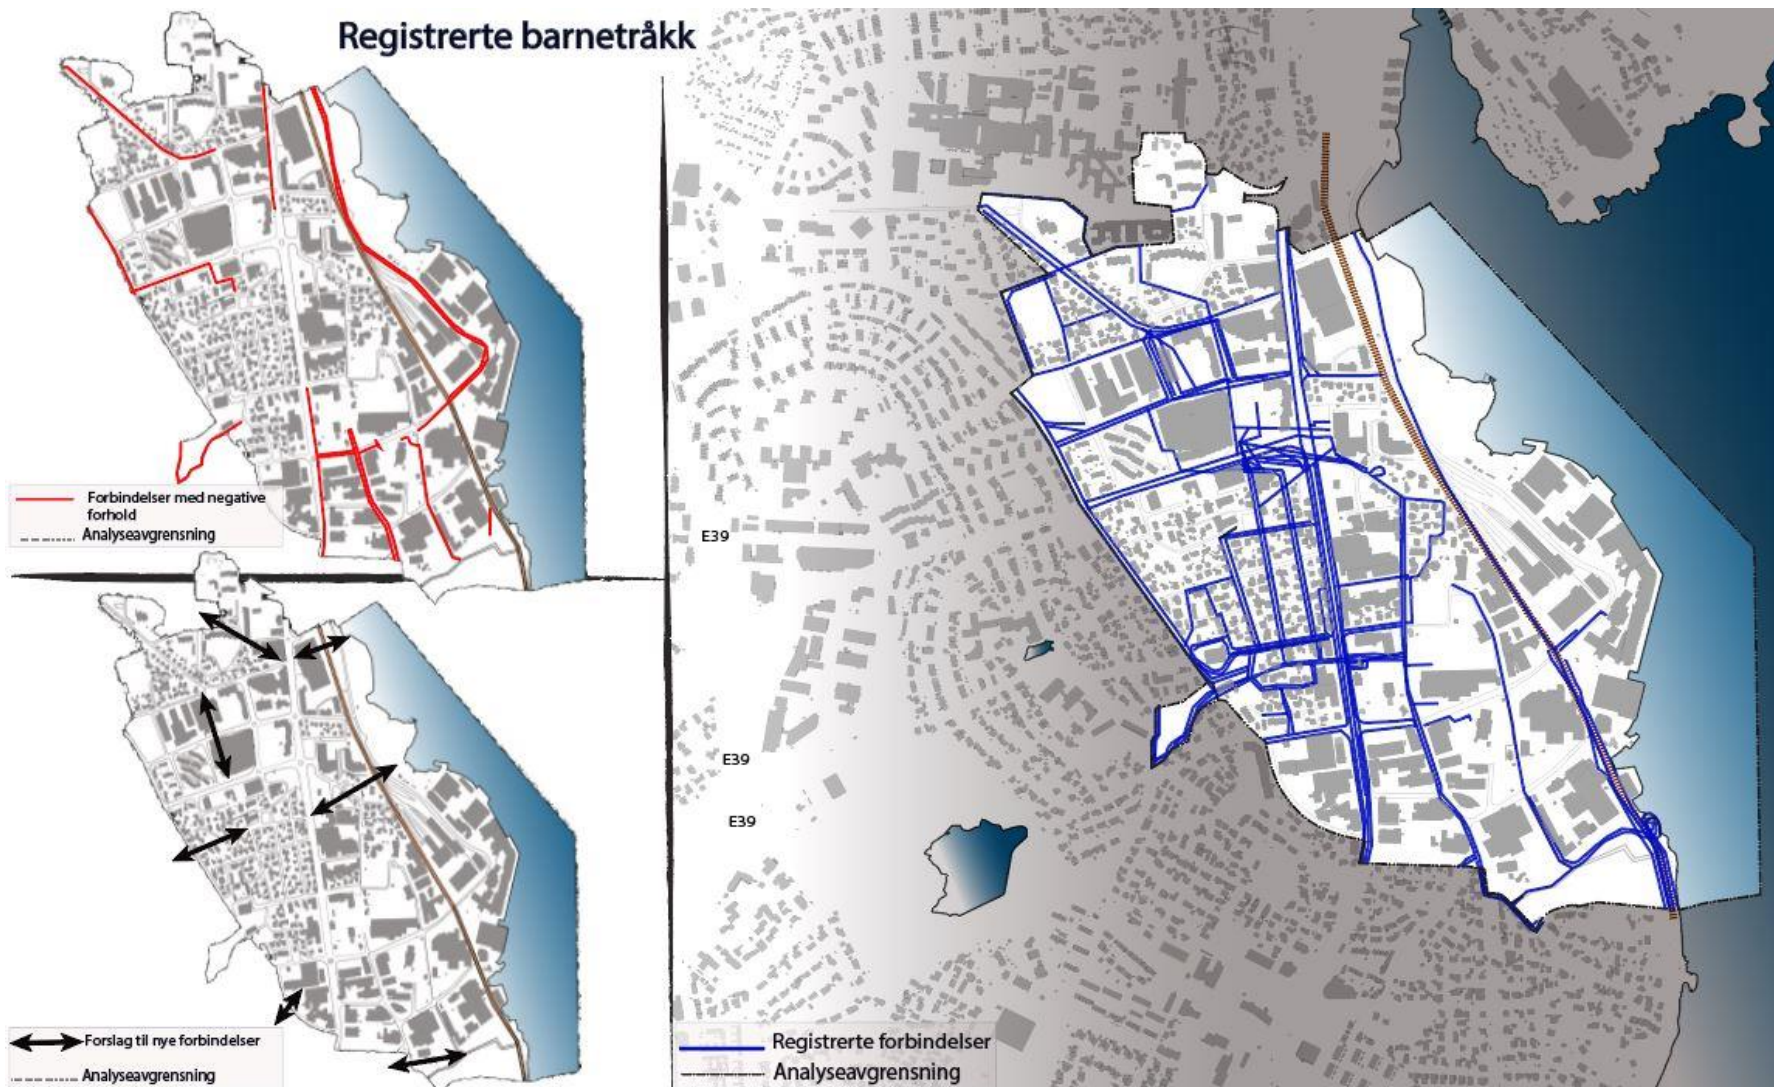 Registrerte barnetråkk
Forbindelser med negative
forhold
Analyseavgrensning
Forslag til nye forbindelser
Analyseavgrensning
E39
E39
E39
Registrerte forbindelser
Analyseavgrensning